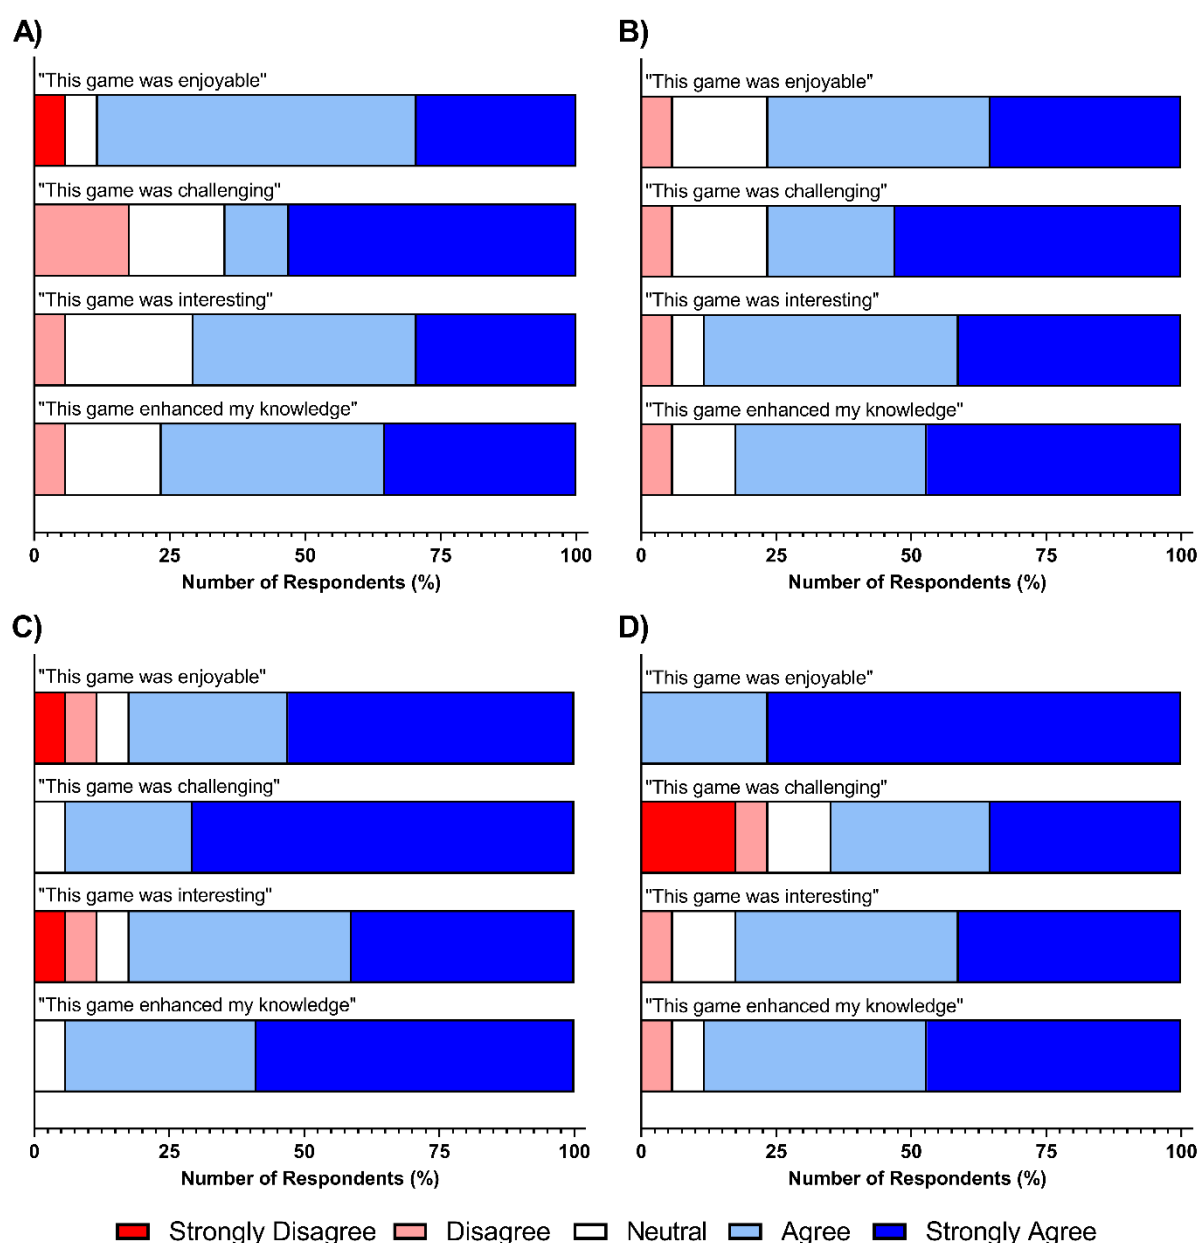 A)
"This game was enjoyable"
"This game was challenging"
"This game was interesting"
"This game enhanced my knowledge"
0 25 50 75 100
Number of Respondents (%)
B)
"This game was enjoyable"
"This game was challenging"
"This game was interesting"
"This game enhanced my knowledge"
0 25 50 75 100
Number of Respondents (%)
C)
"This game was enjoyable"
"This game was challenging"
"This game was interesting"
"This game enhanced my knowledge"
0 25 50 75 100
Number of Respondents (%)
D)
"This game was enjoyable"
"This game was challenging"
"This game was interesting"
"This game enhanced my knowledge"
0 25 50 75 100
Number of Respondents (%)
Strongly Disagree Disagree Neutral Agree Strongly Agree